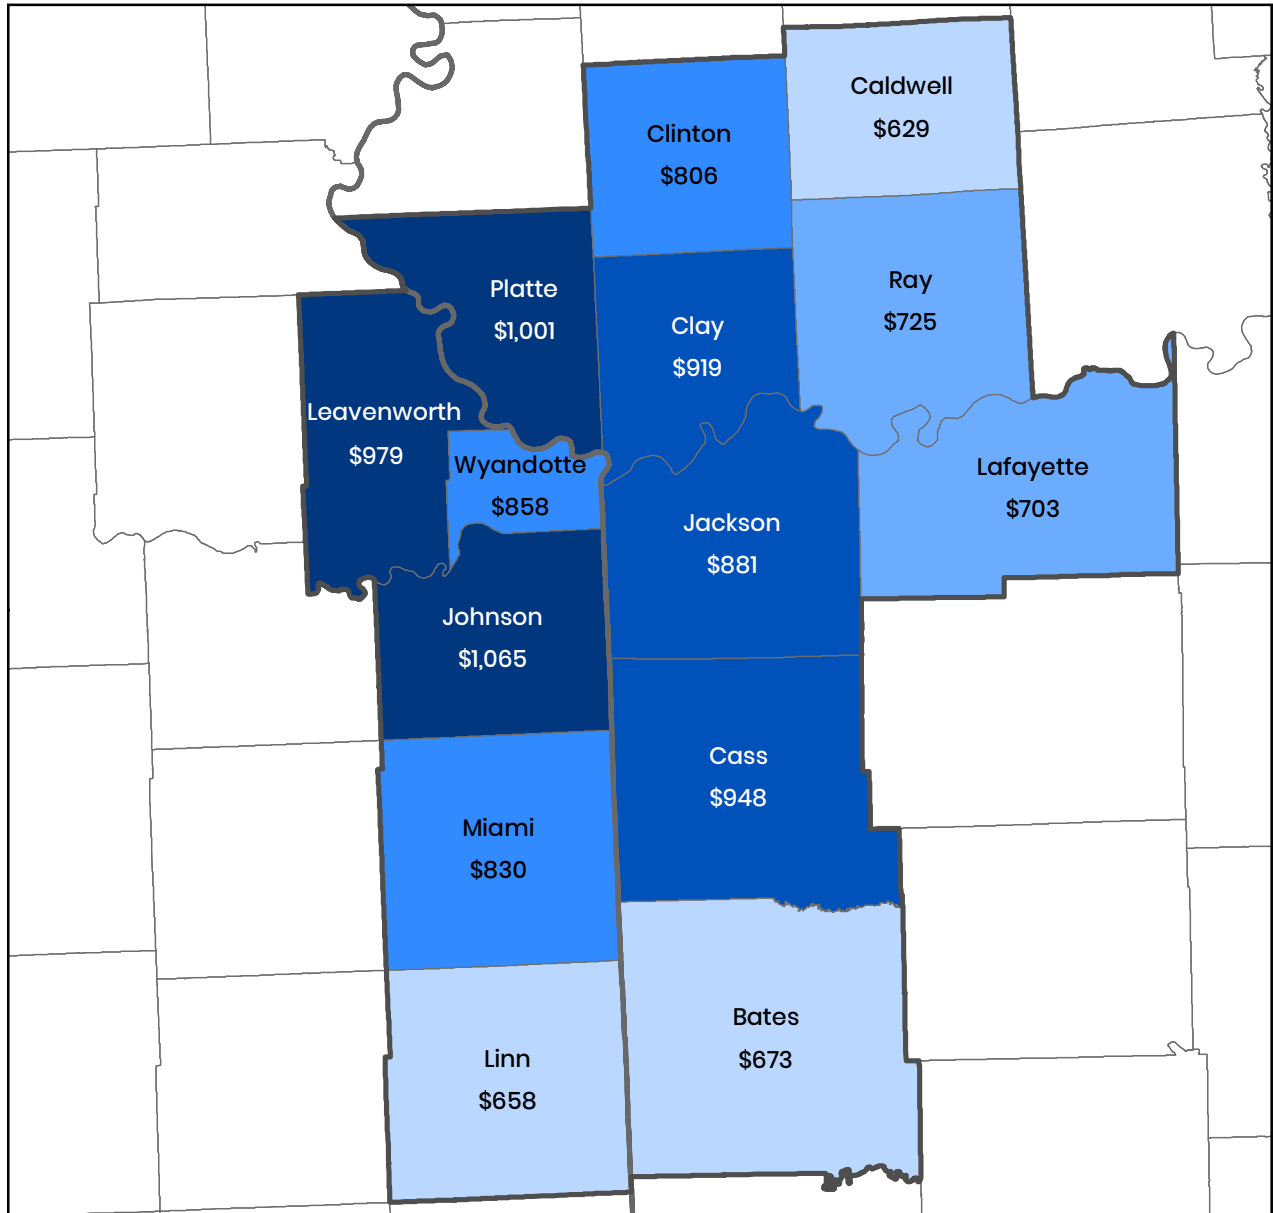 Caldwell
$629
Clinton
$806
Platte
$1,001
Ray
$725
Clay
$919
Leavenworth
$979
Wyandotte
$858
Lafayette
$703
Jackson
$881
Johnson
$1,065
Cass
$948
Miami
$830
Bates
$673
Linn
$658